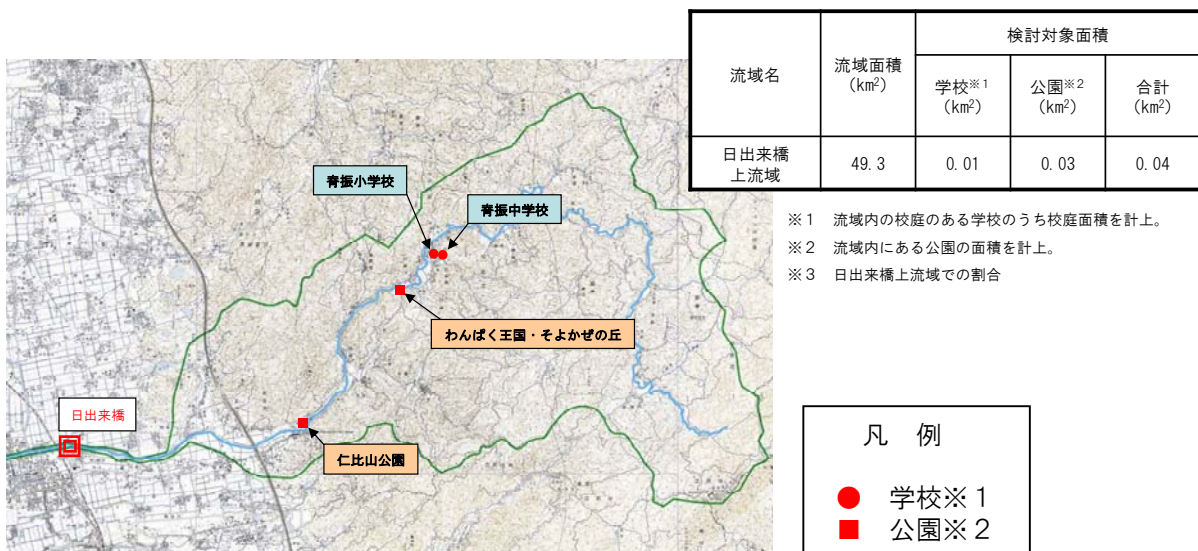 流域名
流域面積
(km²)
検討対象面積
学校※1
(km²)
公園※2
(km²)
合計
(km²)
日出来橋
上流域
49.3
0.01
0.03
0.04
※1 流域内の校庭のある学校のうち校庭面積を計上。
※2 流域内にある公園の面積を計上。
※3 日出来橋上流域での割合
脊振小学校
脊振中学校
わんぱく王国・そよかぜの丘
日出来橋
仁比山公園
凡 例
学校※1
公園※2